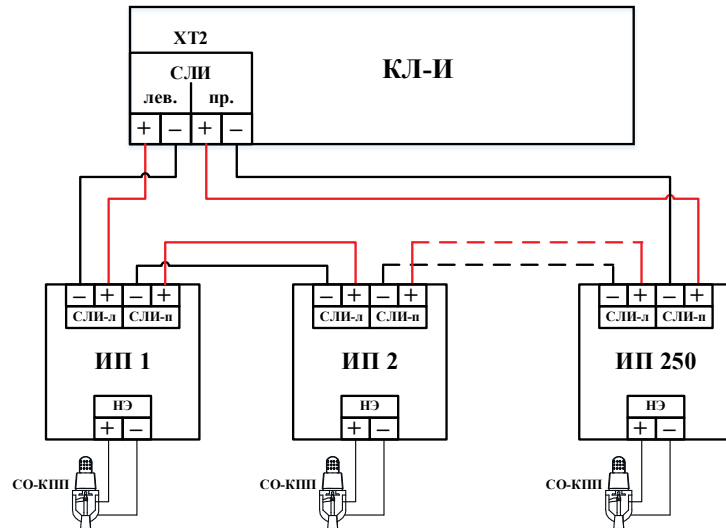 ХТ2
КЛ-И
СЛИ
лев. пр.
+ − + −
− + − + − + − + − + − +
СЛИ-л СЛИ-п СЛИ-л СЛИ-п СЛИ-л СЛИ-п
ИП 1 ИП 2 ИП 250
НЭ НЭ НЭ
+ − + − + −
СО-КПП СО-КПП СО-КПП